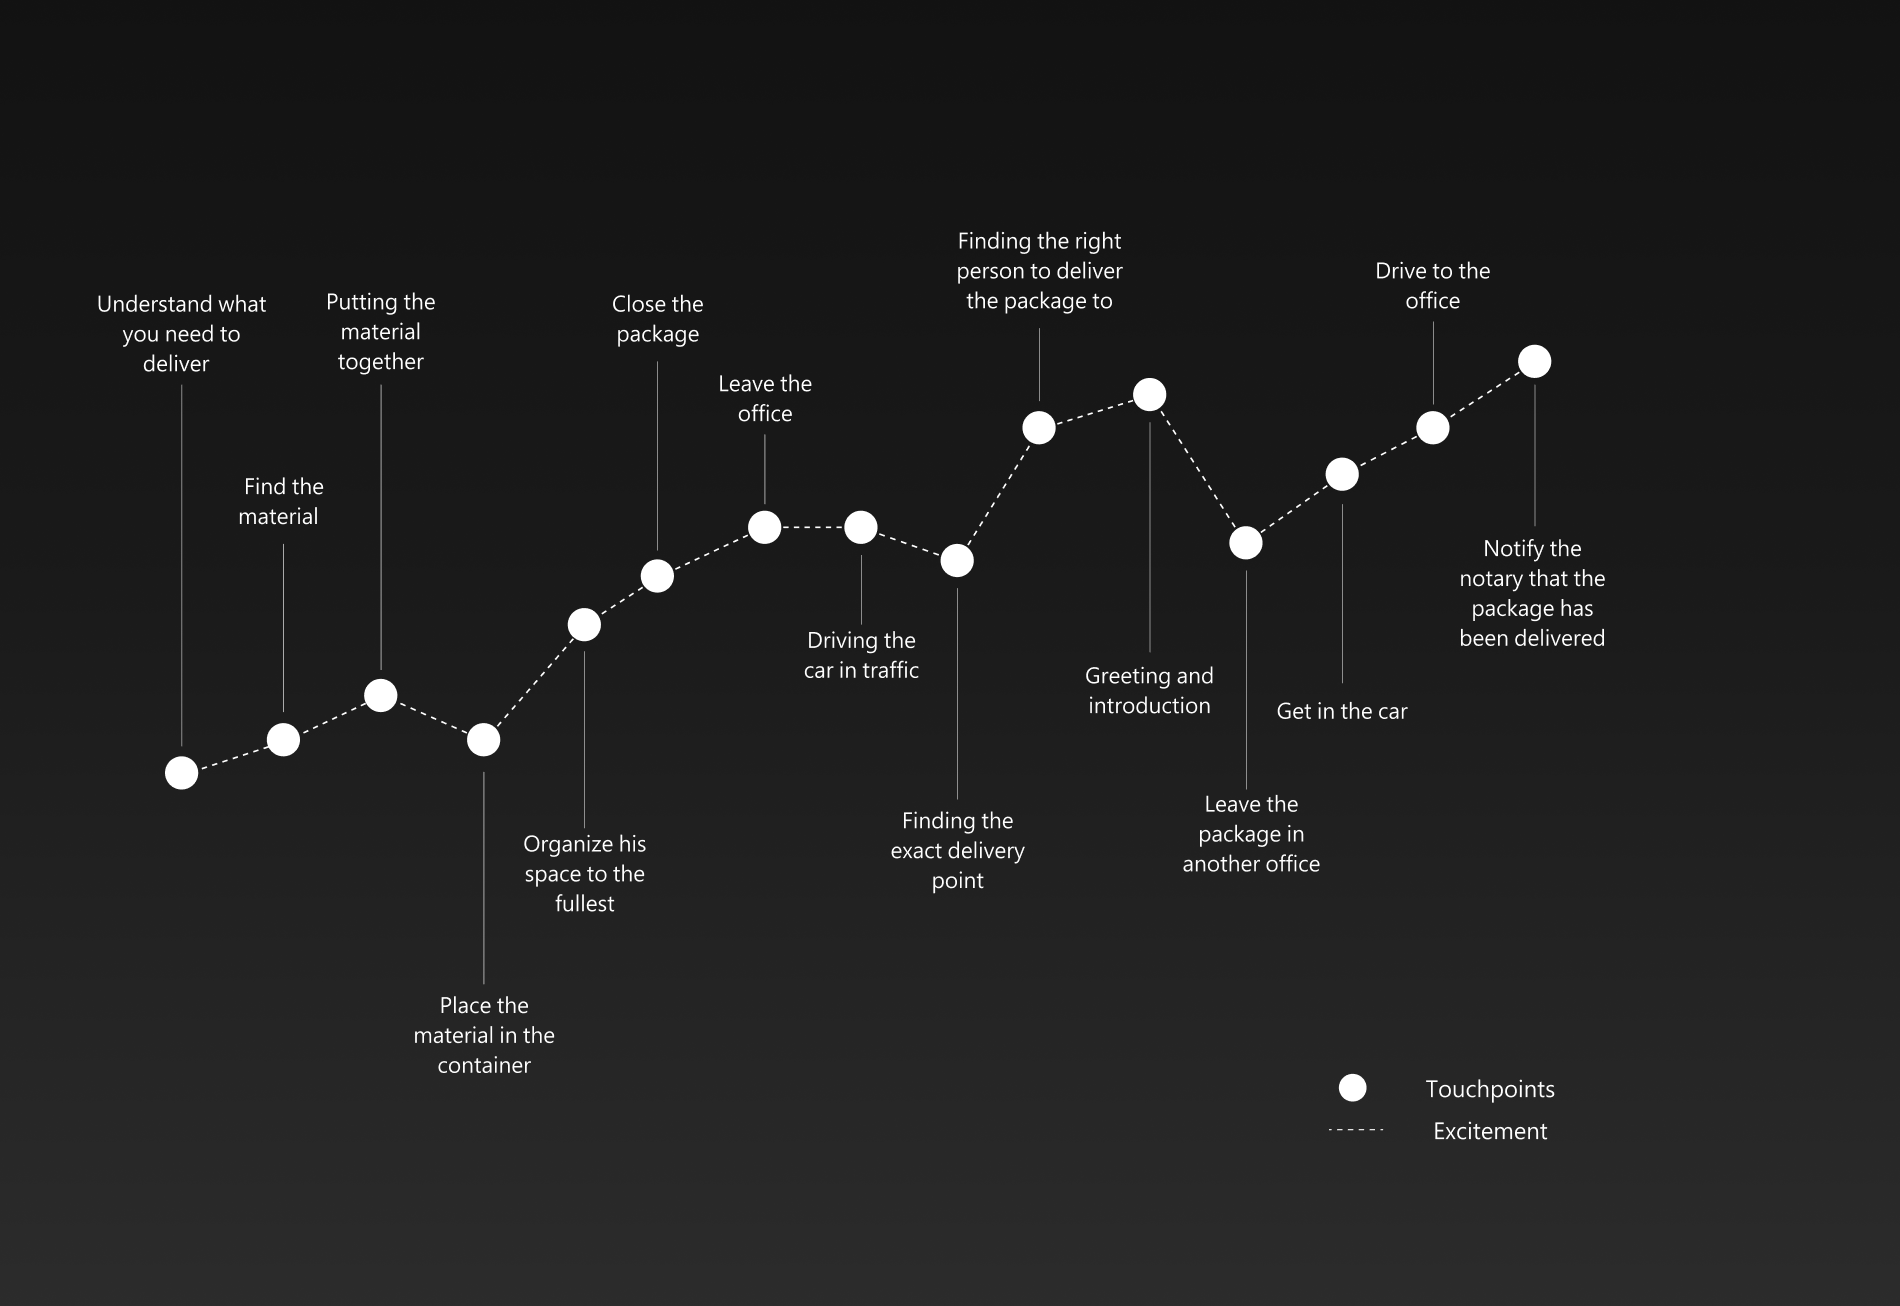 Understand what
you need to
deliver
Find the
material
Putting the
material
together
Place the
material in the
container
Organize his
space to the
fullest
Close the
package
Leave the
office
Driving the
car in traffic
Finding the
exact delivery
point
Finding the right
person to deliver
the package to
Greeting and
introduction
Leave the
package in
another office
Get in the car
Drive to the
office
Notify the
notary that the
package has
been delivered
Touchpoints
Excitement